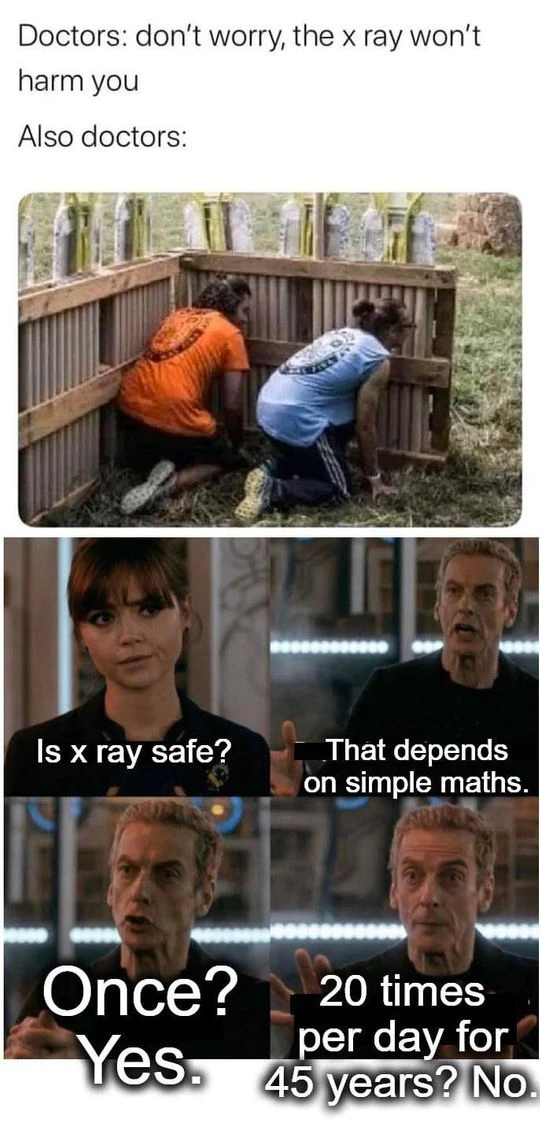 Doctors: don't worry, the x ray won't
harm you
Also doctors:
Is x ray safe?
That depends
on simple maths.
Once?
Yes.
20 times
per day for
45 years? No.